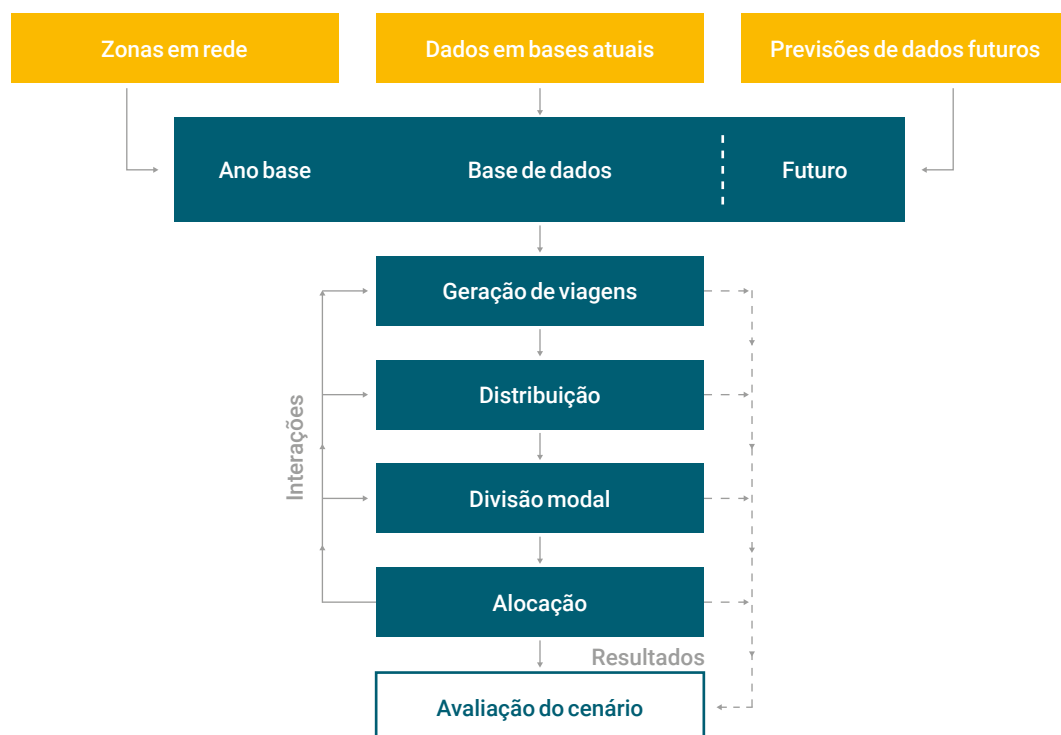 Zonas em rede
Dados em bases atuais
Previsões de dados futuros
Ano base
Base de dados
Futuro
Geração de viagens
Distribuição
Interações
Divisão modal
Alocação
Resultados
Avaliação do cenário